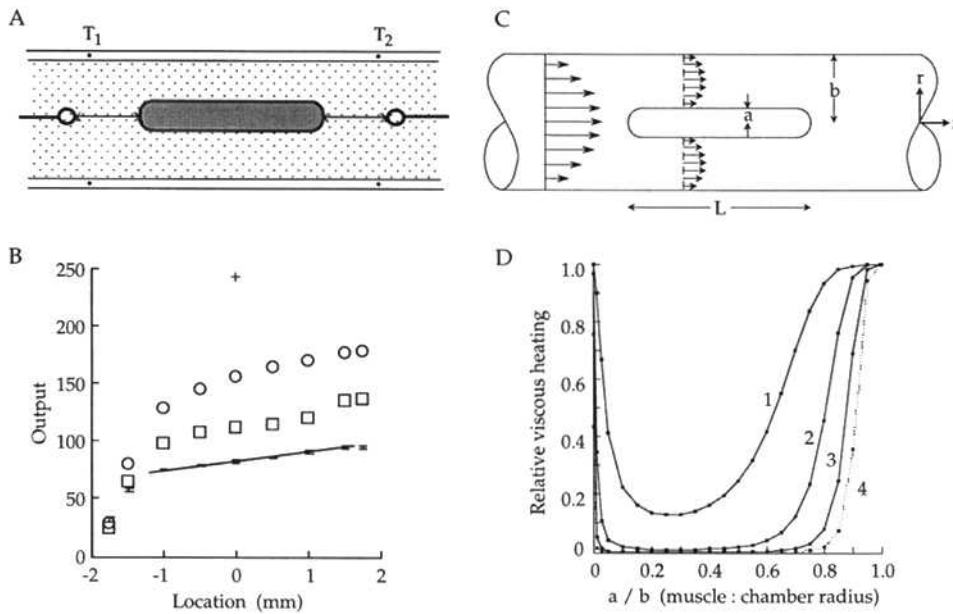 A
T1
T2
C
b
a
r
L
B
250
200
150
100
50
0
Output
-2
-1
0
1
2
Location (mm)
D
1.0
0.8
0.6
0.4
0.2
0
Relative viscous heating
1
2
3
4
0
0.2
0.4
0.6
0.8
1.0
a / b (muscle : chamber radius)